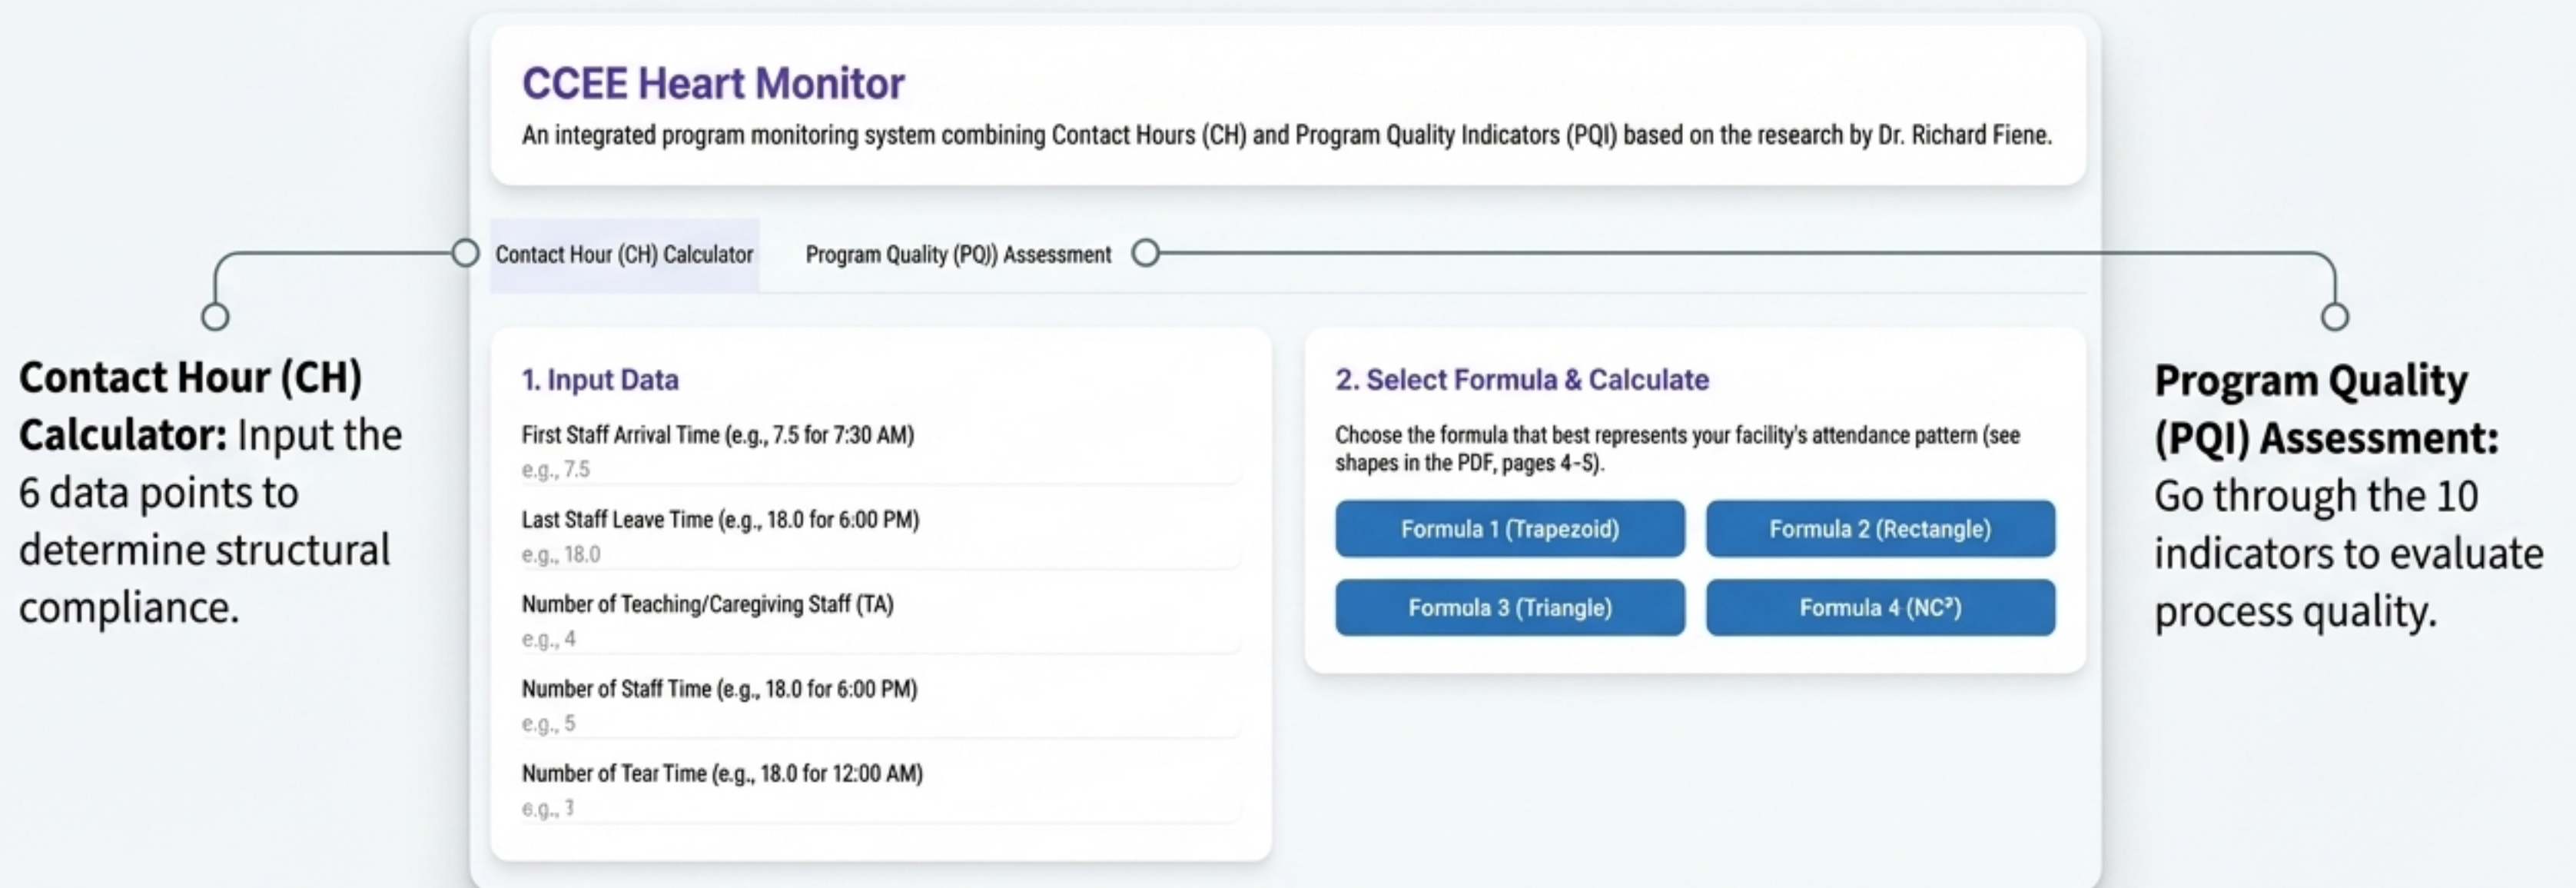 CCEE Heart Monitor
An integrated program monitoring system combining Contact Hours (CH) and Program Quality Indicators (PQI) based on the research by Dr. Richard Fiene.
Contact Hour (CH) Calculator
Program Quality (PQ)) Assessment
Contact Hour (CH)
Calculator: Input the
6 data points to
determine structural
compliance.
1. Input Data
First Staff Arrival Time (e.g., 7.5 for 7:30 AM)
e.g., 7.5
Last Staff Leave Time (e.g., 18.0 for 6:00 PM)
e.g., 18.0
Number of Teaching/Caregiving Staff (TA)
e.g., 4
Number of Staff Time (e.g., 18.0 for 6:00 PM)
e.g., 5
Number of Tear Time (e.g., 18.0 for 12:00 AM)
e.g., 3
2. Select Formula & Calculate
Choose the formula that best represents your facility's attendance pattern (see
shapes in the PDF, pages 4-S).
Formula 1 (Trapezoid)
Formula 2 (Rectangle)
Formula 3 (Triangle)
Formula 4 (NC³)
Program Quality
(PQI) Assessment:
Go through the 10
indicators to evaluate
process quality.